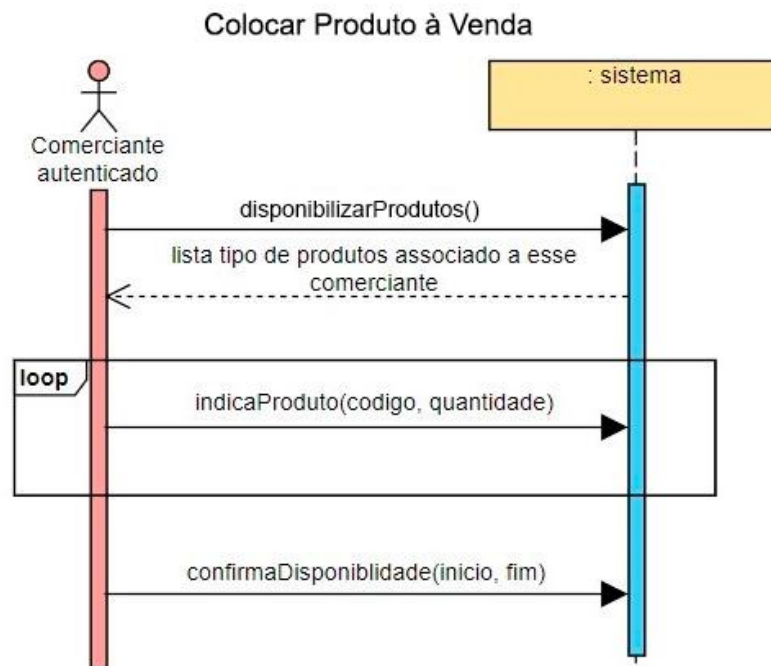 Colocar Produto à Venda
: sistema
Comerciante
autenticado
disponibilizarProdutos()
lista tipo de produtos associado a esse
comerciante
loop
indicaProduto(codigo, quantidade)
confirmaDisponiblidade(inicio, fim)